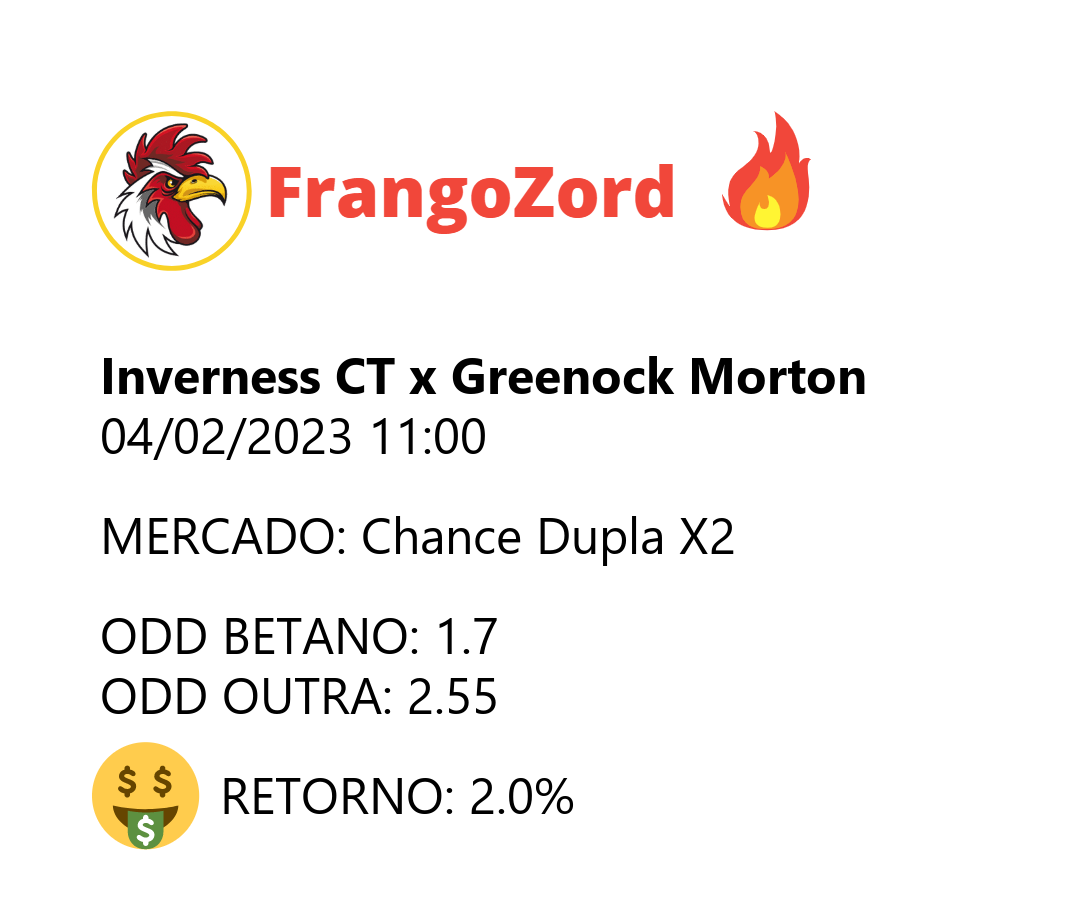 FrangoZord
Inverness CT x Greenock Morton
04/02/2023 11:00
MERCADO: Chance Dupla X2
ODD BETANO: 1.7
ODD OUTRA: 2.55
RETORNO: 2.0%